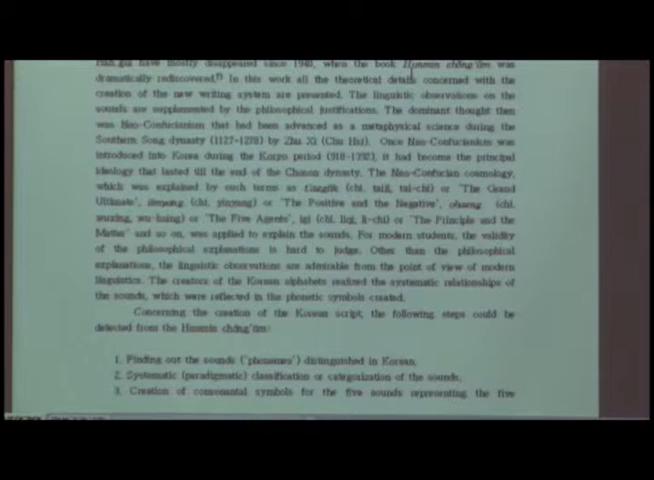 Han'gŭl have mostly disappeared since 1940, when the book Hunmin chŏng'ŭm was
dramatically rediscovered. In this work all the theoretical details concerned with the
creation of the new writing system are presented. The linguistic observations on the
sounds are supplemented by the philosophical justifications. The dominant thought then
was Neo-Confucianism that had been advanced as a metaphysical science during the
Southern Song dynasty (1127-1279) by Zhu Xi (Chu Hsi). Once Neo-Confucianism was
introduced into Korea during the Koryo period (918-1392), it had become the principal
ideology that lasted till the end of the Choson dynasty. The Neo-Confucian cosmology,
which was explained by such terms as (chi. taiji, tai-chi) or 'The Grand
Ultimate', (chi. yinyang) or 'The Positive and the Negative', ohaeng (chi.
wuxing, wu-hsing) or 'The Five Agents', igi (chi. liqi, li-chi) or 'The Principle and the
Matter' and so on, was applied to explain the sounds. For modern students, the validity
of the philosophical explanations is hard to judge. Other than the philosophical
explanations, the linguistic observations are admirable from the point of view of modern
linguistics. The creators of the Korean alphabets realized the systematic relationships of
the sounds, which were reflected in the phonetic symbols created.
Concerning the creation of the Korean script, the following steps could be
detected from the Hunmin chŏng'ŭm:
1. Finding out the sounds ('phonemes') distinguished in Korean,
2. Systematic (paradigmatic) classification or categorization of the sounds,
3. Creation of consonantal symbols for the five sounds representing the five